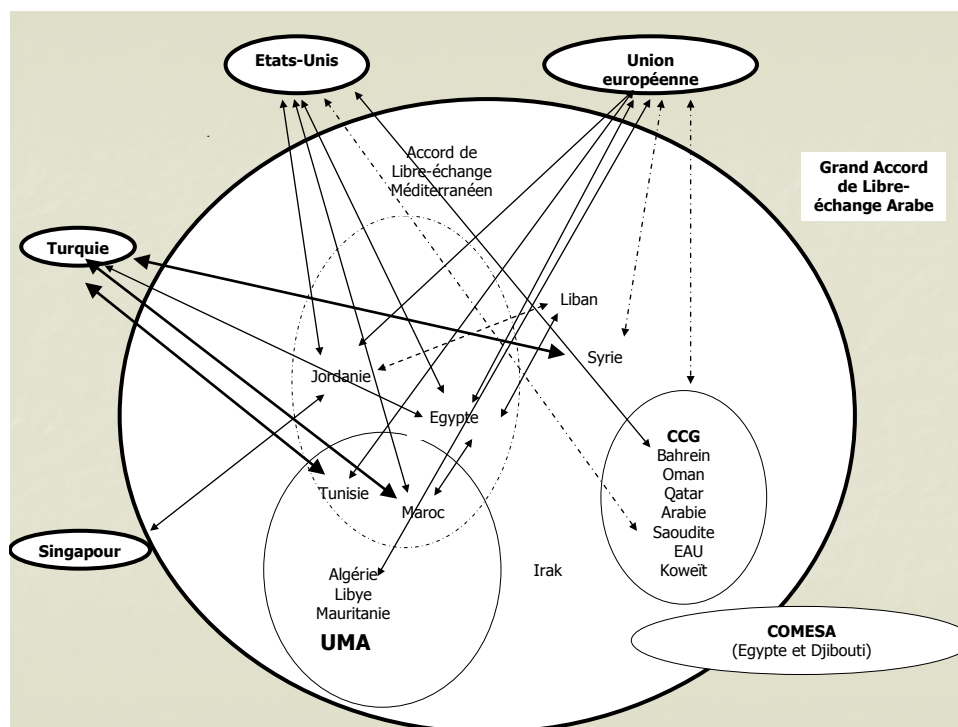 Etats-Unis
Union
européenne
Accord de
Libre-échange
Méditerranéen
Grand Accord
de Libre-
échange Arabe
Turquie
Liban
Syrie
Jordanie
Egypte
CCG
Bahrein
Oman
Qatar
Arabie
Saoudite
EAU
Koweït
Tunisie
Maroc
Singapour
Algérie
Libye
Mauritanie
UMA
Irak
COMESA
(Egypte et Djibouti)